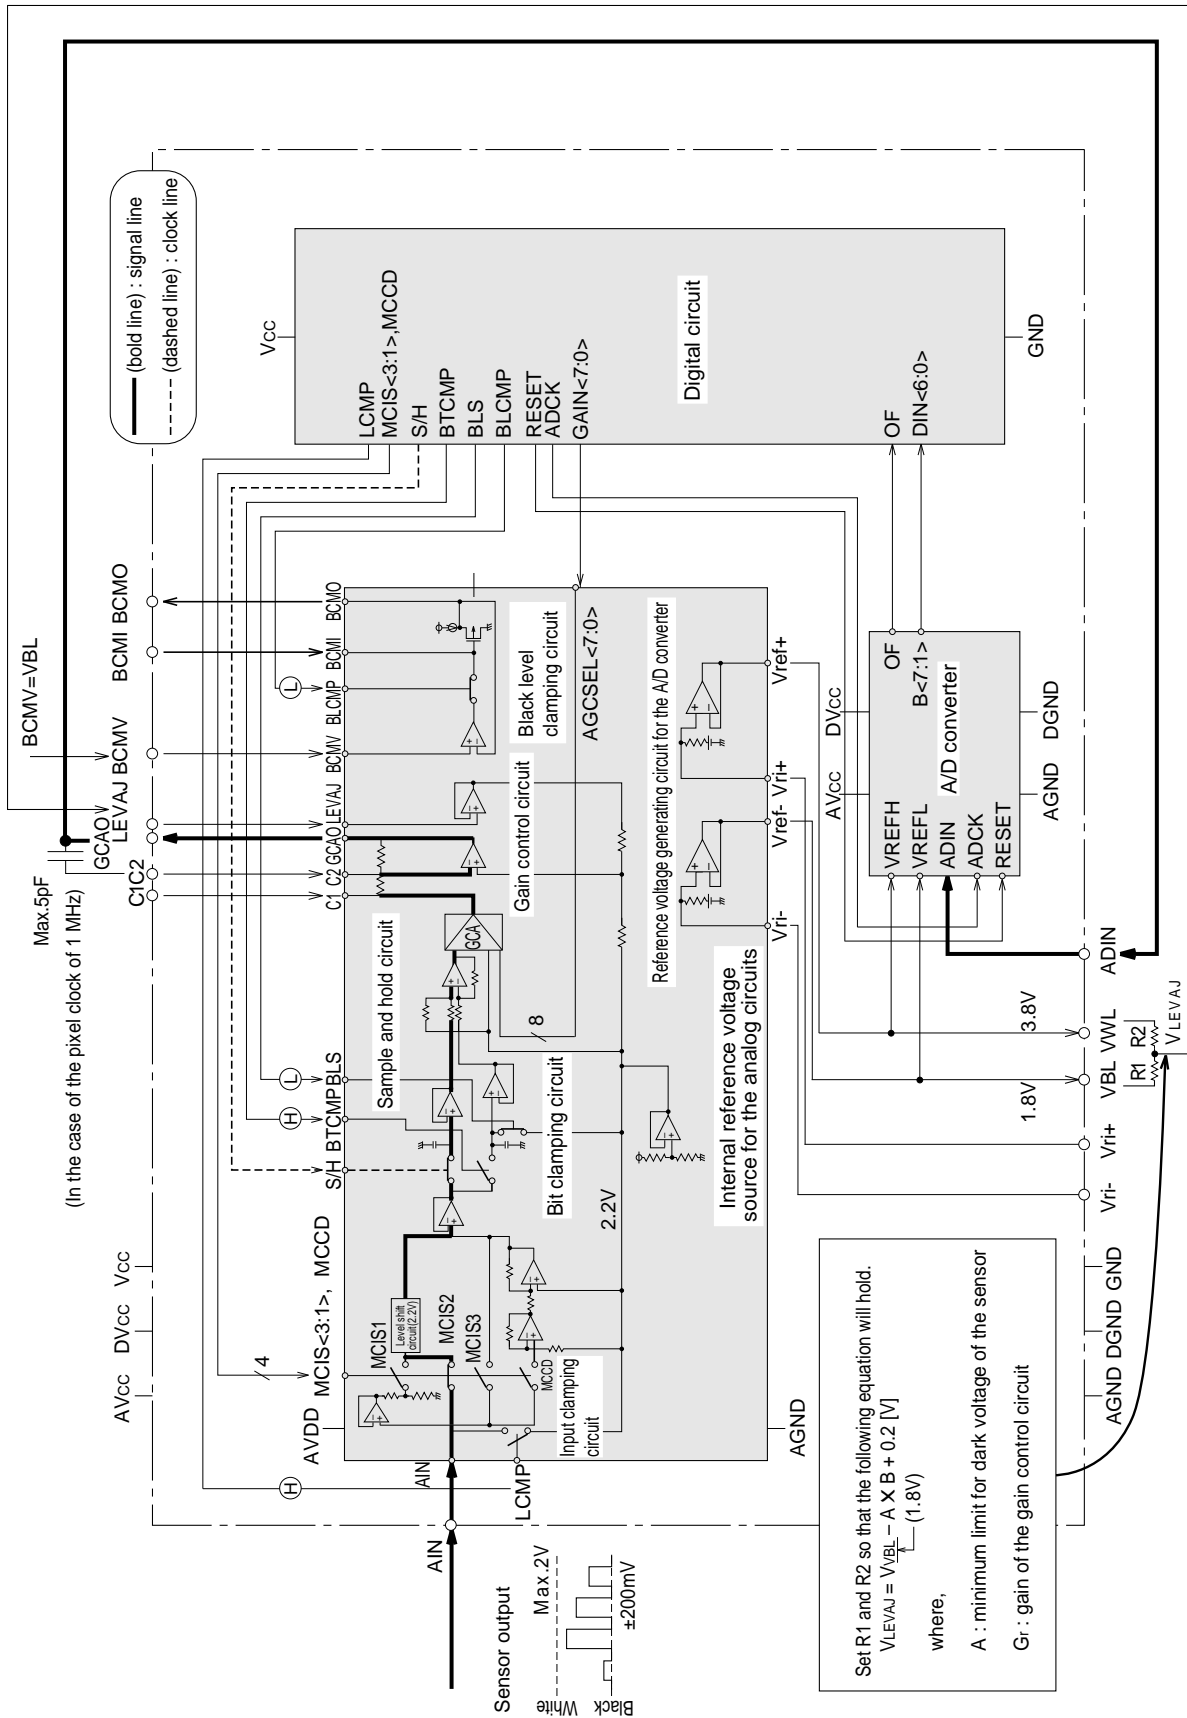 (bold line) : signal line
(dashed line) : clock line
BCMV=VBL
Max.5pF
(In the case of the pixel clock of 1 MHz)
C1
C2
GCAO
LEVAJ
BCMV
BCMI
BCMO
AVCC
DVCC
VCC
Vcc
LCMP
MCIS<3:1>,MCCD
S/H
BTCMP
BLS
BLCMP
RESET
ADCK
GAIN<7:0>
Digital circuit
OF
DIN<6:0>
GND
H
4
MCIS<3:1>, MCCD
S/H
H
BTCMP
L
BLS
C1
C2
GCAO
LEVAJ
BCMV
L
BLCMP
BCMI
BCMO
AVDD
AIN
AIN
LCMP
AGND
Sensor output
White
Max.2V
Black
±200mV
MCIS1
Level shift
circuit(2.2V)
MCIS2
MCIS3
MCCD
Input clamping
circuit
Sample and hold circuit
Bit clamping circuit
GCA
8
Gain control circuit
Black level
clamping circuit
AGCSEL<7:0>
2.2V
Internal reference voltage
source for the analog circuits
Reference voltage generating circuit for the A/D converter
Vri-
Vref-
Vri+
Vref+
AVCC
DVCC
VREFH
VREFL
ADIN
ADCK
RESET
OF
B<7:1>
A/D converter
AGND
DGND
1.8V
3.8V
AGND
DGND
GND
Vri-
Vri+
VBL
VWL
ADIN
R1
R2
VLEVAJ
Set R1 and R2 so that the following equation will hold.
VLEVAJ = VVBL – A X B + 0.2 [V]
(1.8V)
where,
A : minimum limit for dark voltage of the sensor
Gr : gain of the gain control circuit